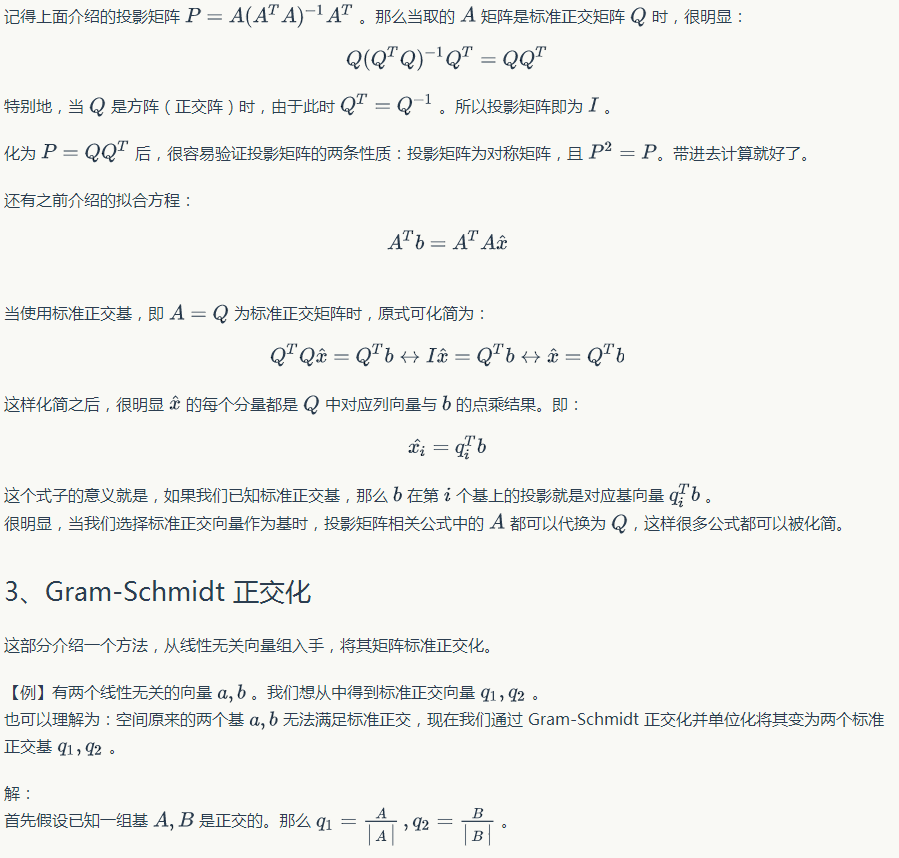 记得上面介绍的投影矩阵 $P = A(A^T A)^{-1} A^T$ 。那么当取的 $A$ 矩阵是标准正交矩阵 $Q$ 时，很明显：
$Q(Q^T Q)^{-1} Q^T = QQ^T$
特别地，当 $Q$ 是方阵（正交阵）时，由于此时 $Q^T = Q^{-1}$ 。所以投影矩阵即为 $I$ 。
化为 $P = QQ^T$ 后，很容易验证投影矩阵的两条性质：投影矩阵为对称矩阵，且 $P^2 = P$。带进去计算就好了。
还有之前介绍的拟合方程：
$A^T b = A^T A \hat{x}$
当使用标准正交基，即 $A = Q$ 为标准正交矩阵时，原式可化简为：
$Q^T Q \hat{x} = Q^T b \leftrightarrow I \hat{x} = Q^T b \leftrightarrow \hat{x} = Q^T b$
这样化简之后，很明显 $\hat{x}$ 的每个分量都是 $Q$ 中对应列向量与 $b$ 的点乘结果。即：
$\hat{x_i} = q_i^T b$
这个式子的意义就是，如果我们已知标准正交基，那么 $b$ 在第 $i$ 个基上的投影就是对应基向量 $q_i^T b$ 。
很明显，当我们选择标准正交向量作为基时，投影矩阵相关公式中的 $A$ 都可以代换为 $Q$，这样很多公式都可以被化简。
3、Gram-Schmidt 正交化
这部分介绍一个方法，从线性无关向量组入手，将其矩阵标准正交化。
【例】有两个线性无关的向量 $a, b$ 。我们想从中得到标准正交向量 $q_1, q_2$ 。
也可以理解为：空间原来的两个基 $a, b$ 无法满足标准正交，现在我们通过 Gram-Schmidt 正交化并单位化将其变为两个标准
正交基 $q_1, q_2$ 。
解：
首先假设已知一组基 $A, B$ 是正交的。那么 $q_1 = \frac{A}{|A|}, q_2 = \frac{B}{|B|}$ 。